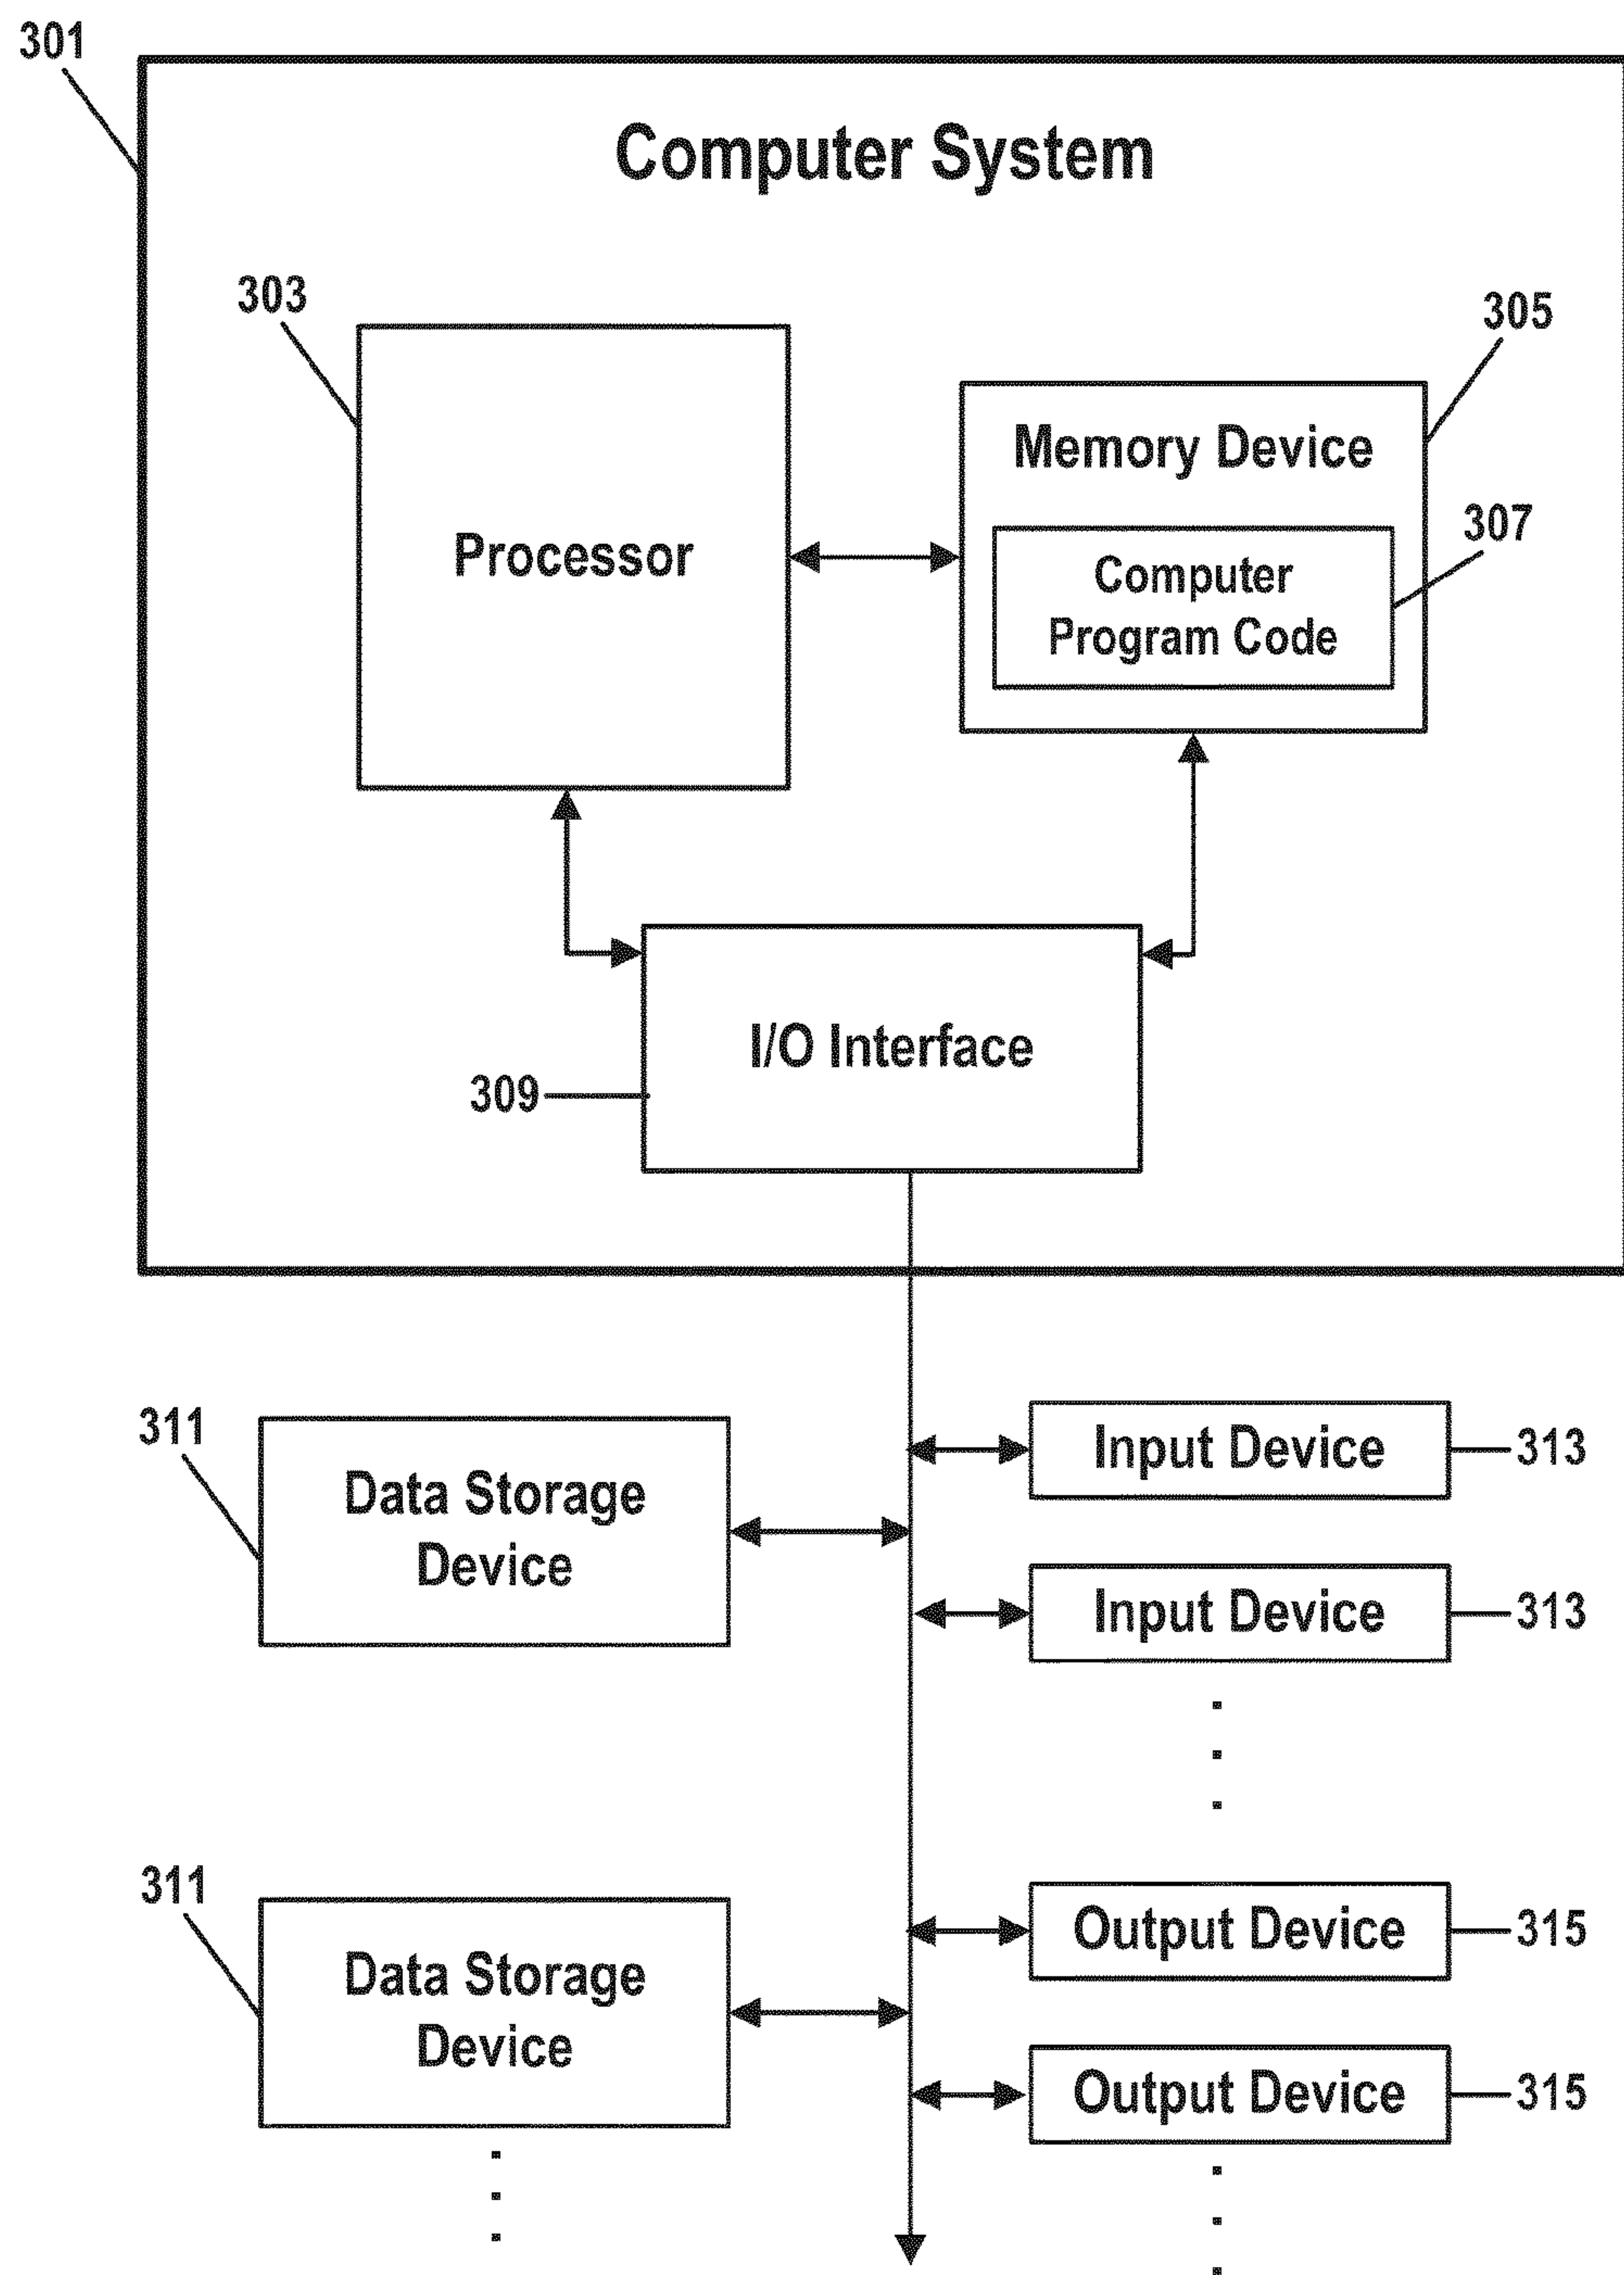 301
Computer System
303
305
Processor
Memory Device
307
Computer
Program Code
I/O Interface
309
311
Data Storage
Device
Input Device
313
Input Device
313
311
Data Storage
Device
Output Device
315
Output Device
315